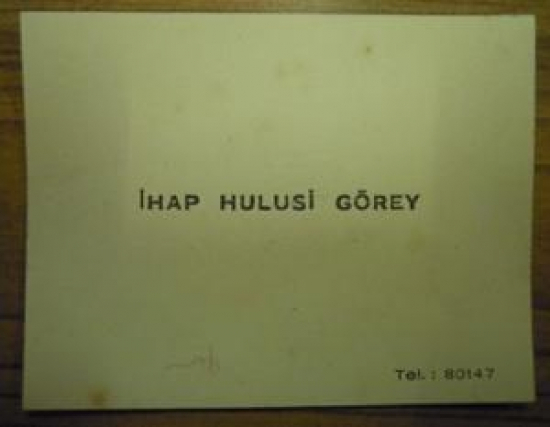 İHAP HULUSİ GÖREY
Tel. : 80147